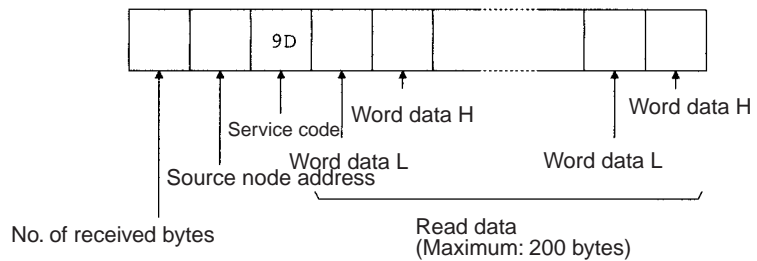 9D
Word data H
Word data H
Service code
Word data L
Word data L
Source node address
Read data
No. of received bytes
(Maximum: 200 bytes)